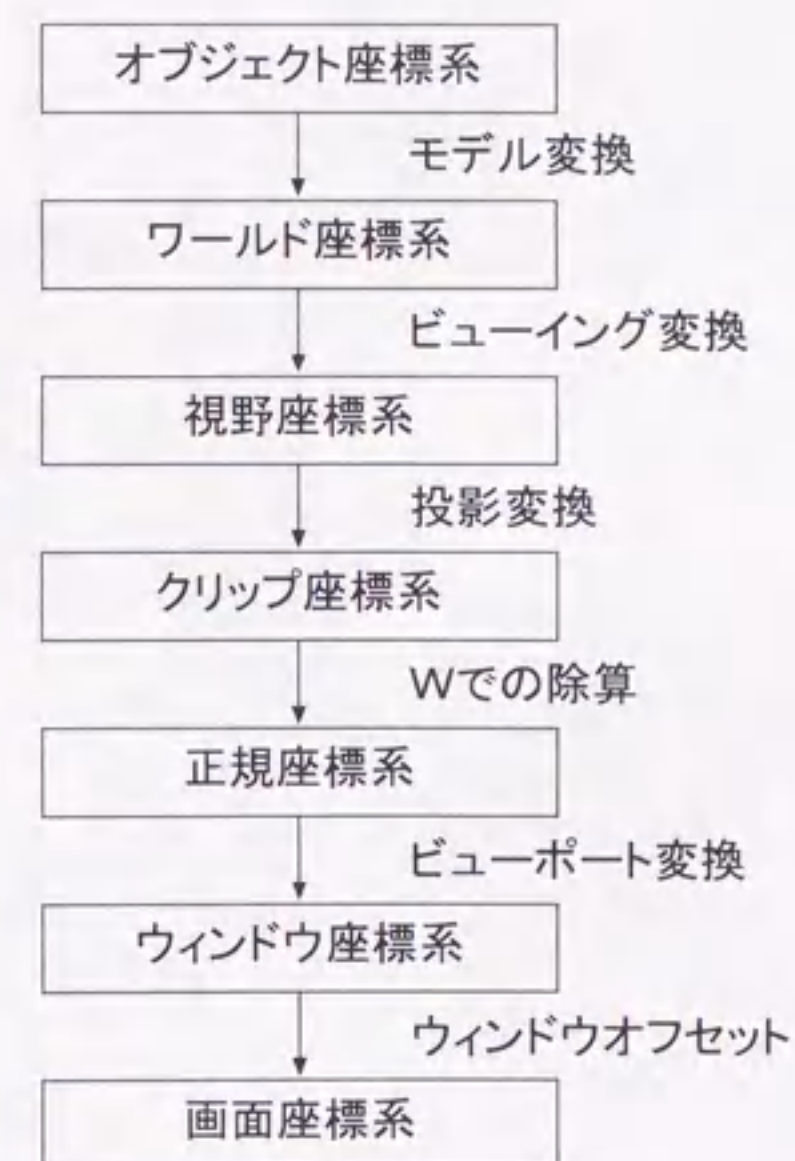 オブジェクト座標系
モデル変換
ワールド座標系
ビューイング変換
視野座標系
投影変換
クリップ座標系
Wでの除算
正規座標系
ビューポート変換
ウィンドウ座標系
ウィンドウオフセット
画面座標系